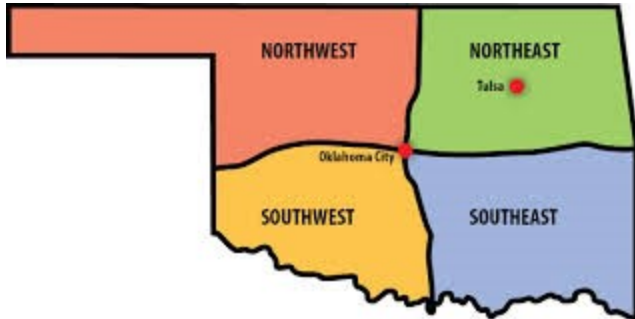 NORTHWEST
NORTHEAST
Tulsa
Oklahoma City
SOUTHWEST
SOUTHEAST